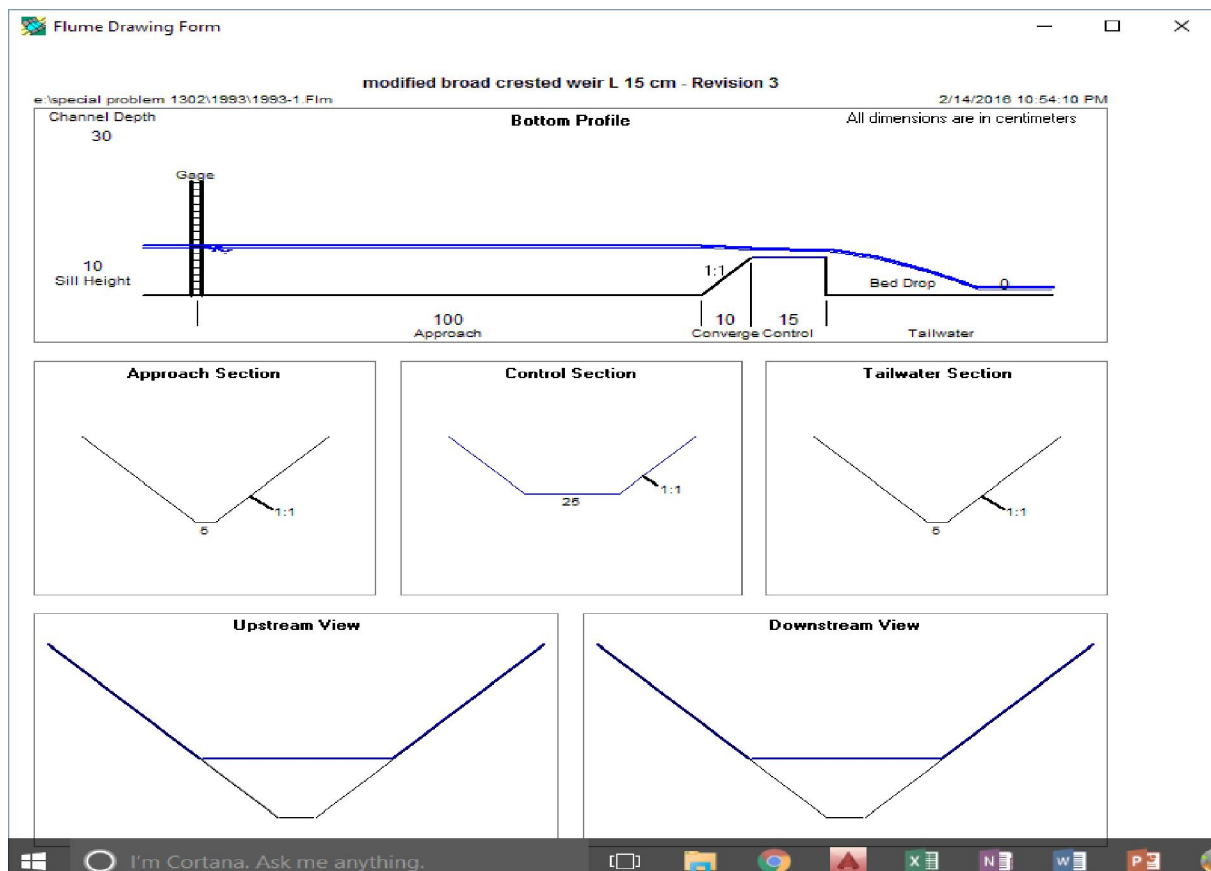 Flume Drawing Form
modified broad crested weir L 15 cm - Revision 3
e:\special problem 1302\1993\1993-1.Flm
2/14/2016 10:54:10 PM
Channel Depth
30
Bottom Profile
All dimensions are in centimeters
Gage
10
Sill Height
1:1
Bed Drop
0
100
Approach
10
Converge
15
Control
Tailwater
Approach Section
1:1
5
Control Section
1:1
25
Tailwater Section
1:1
5
Upstream View
Downstream View
I'm Cortana. Ask me anything.